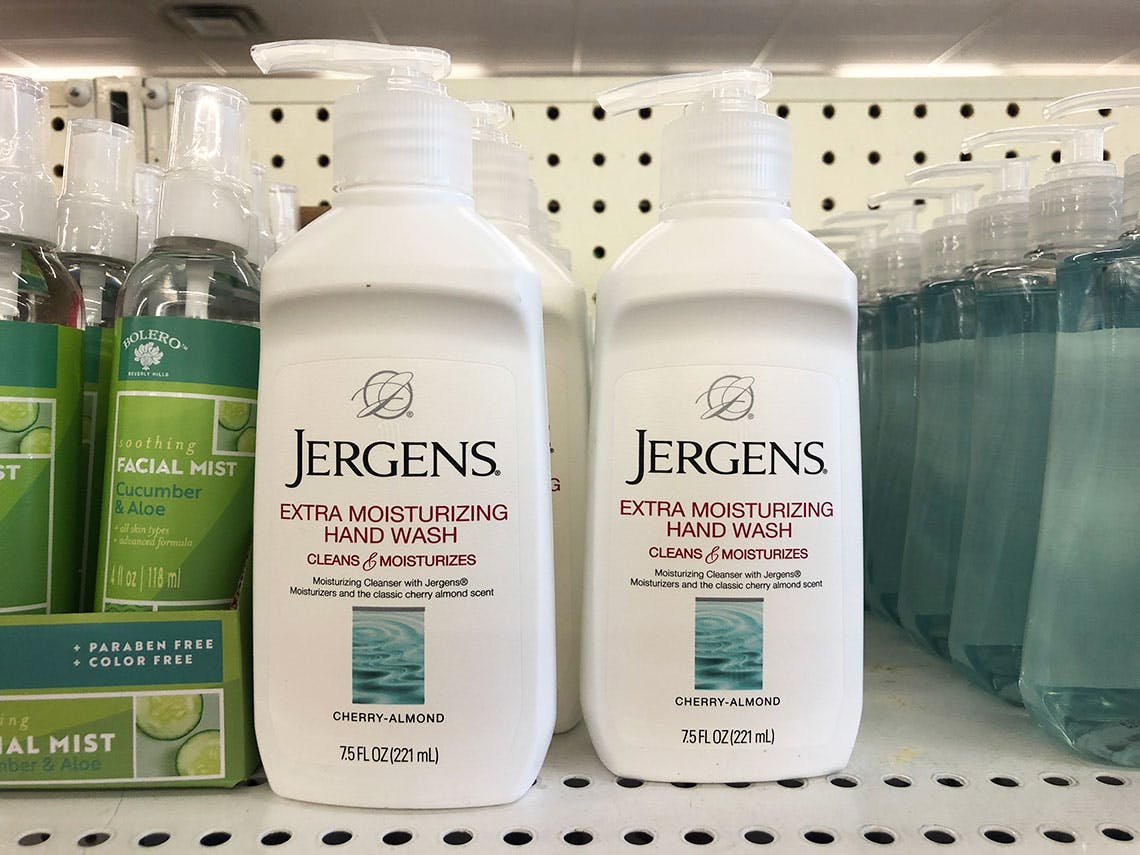 ST
BOLERO™
BEVERLY HILLS
soothing
FACIAL MIST
Cucumber
& Aloe
+ all skin types
+ advanced formula
4 fl oz | 118 ml
+ PARABEN FREE
+ COLOR FREE
ing
IAL MIST
mber & Aloe
JERGENS®
EXTRA MOISTURIZING
HAND WASH
CLEANS & MOISTURIZES
Moisturizing Cleanser with Jergens®
Moisturizers and the classic cherry almond scent
CHERRY-ALMOND
7.5 FL OZ (221 mL)
G
JERGENS®
EXTRA MOISTURIZING
HAND WASH
CLEANS & MOISTURIZES
Moisturizing Cleanser with Jergens®
Moisturizers and the classic cherry almond scent
CHERRY-ALMOND
7.5 FL OZ (221 mL)